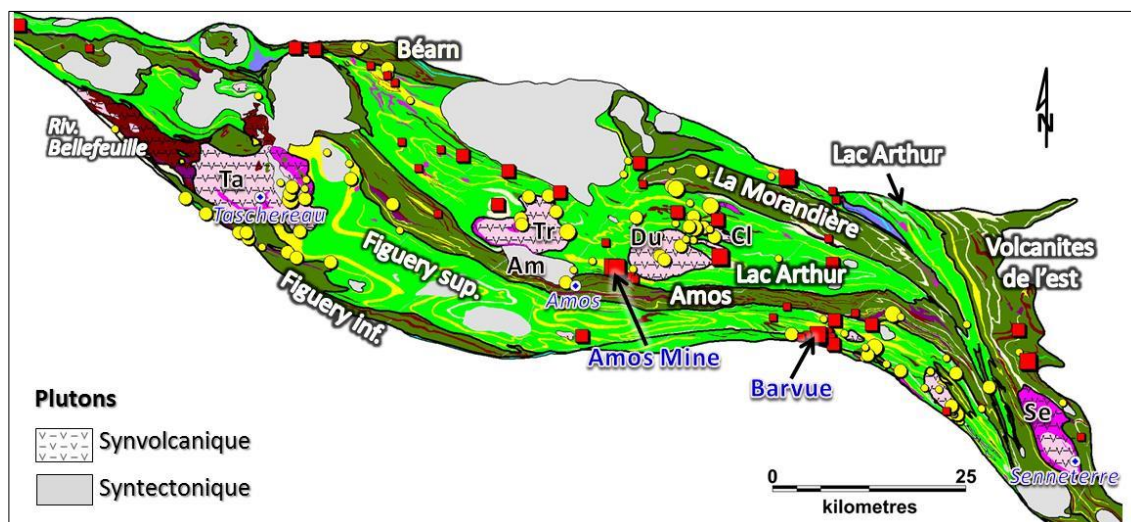 Béarn
N
Riv.
Bellefeuille
Lac Arthur
La Morandière
Ta
Taschereau
Tr
Du
Cl
Volcanites
de l'est
Figuery sup.
Am
Lac Arthur
Amos
Amos
Figuery inf.
Amos Mine
Barvue
Plutons
Synvolcanique
Syntectonique
Se
Senneterre
0
25
kilometres